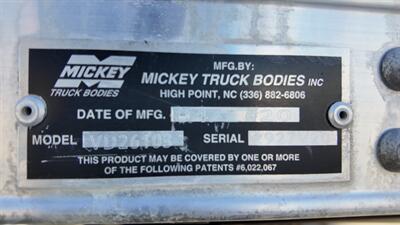 MICKEY
TRUCK BODIES
MFG.BY:
MICKEY TRUCK BODIES INC
HIGH POINT, NC (336) 882-6806
DATE OF MFG.
MODEL
SERIAL
THIS PRODUCT MAY BE COVERED BY ONE OR MORE
OF THE FOLLOWING PATENTS #6,022,067